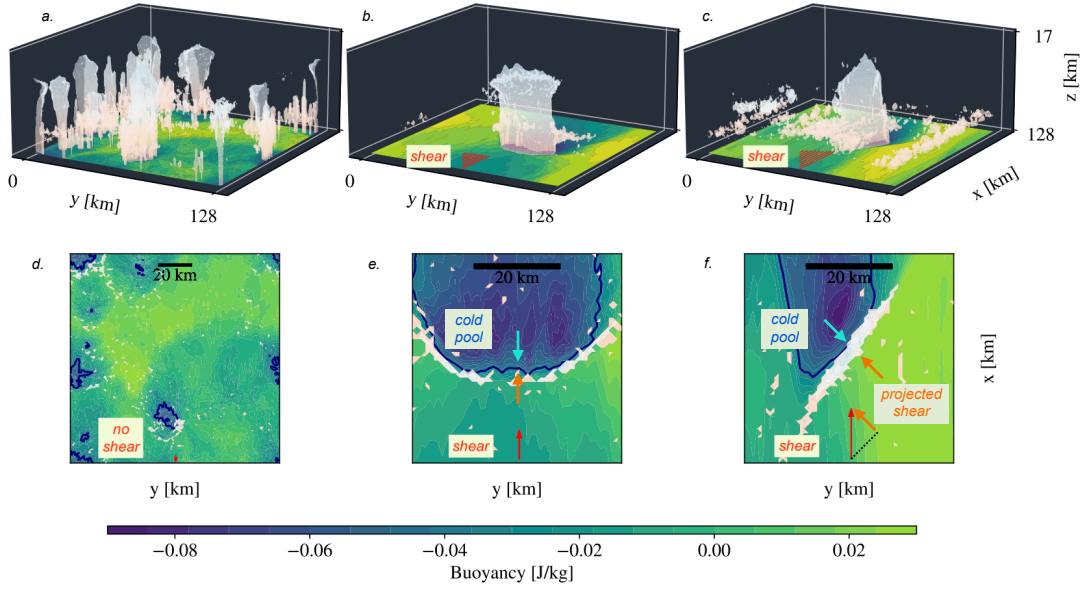 a.
b.
c.
17
z [km]
128
x [km]
shear
shear
0
0
0
y [km]
y [km]
y [km]
128
128
128
d.
e.
f.
20 km
20 km
20 km
cold
pool
cold
pool
x [km]
projected
shear
no
shear
shear
shear
y [km]
y [km]
y [km]
−0.08
−0.06
−0.04
−0.02
0.00
0.02
Buoyancy [J/kg]